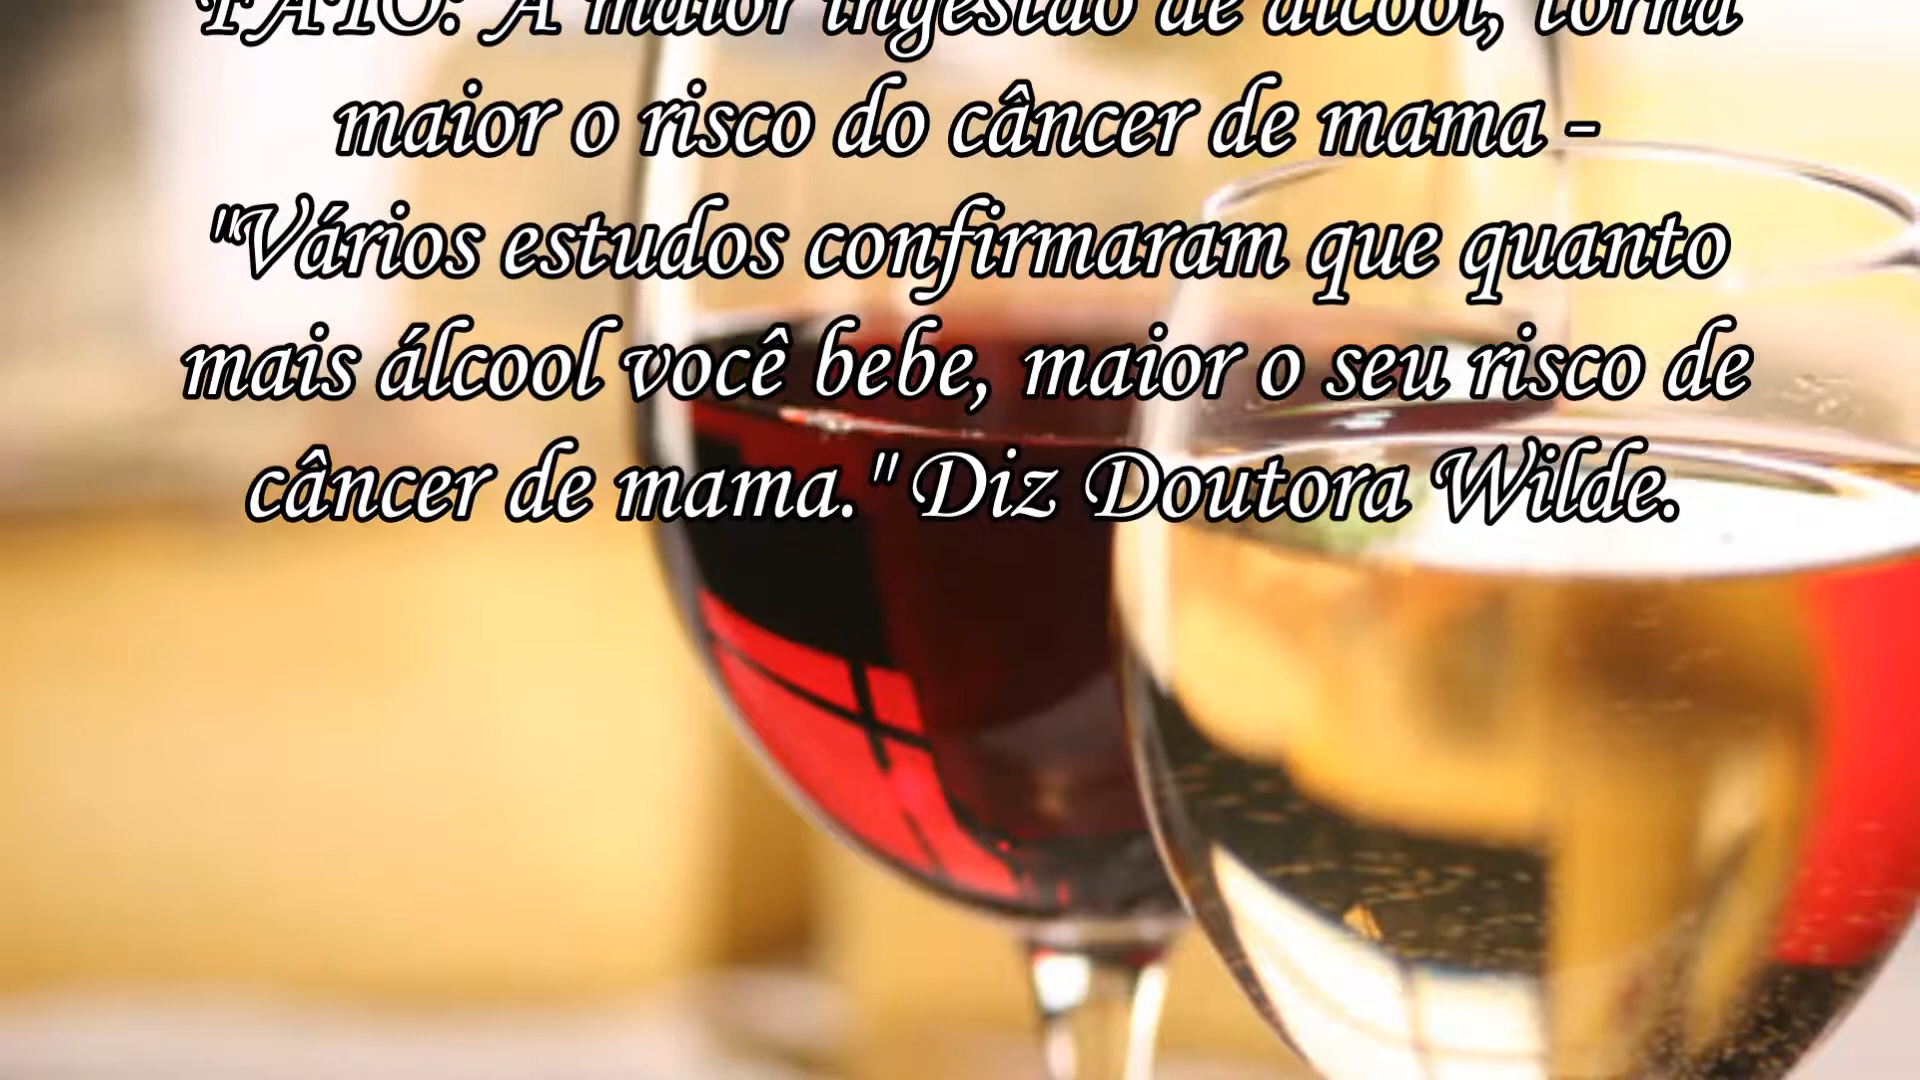 FATO: A maior ingestão de álcool, torna
maior o risco do câncer de mama -
"Vários estudos confirmaram que quanto
mais álcool você bebe, maior o seu risco de
câncer de mama." Diz Doutora Wilde.